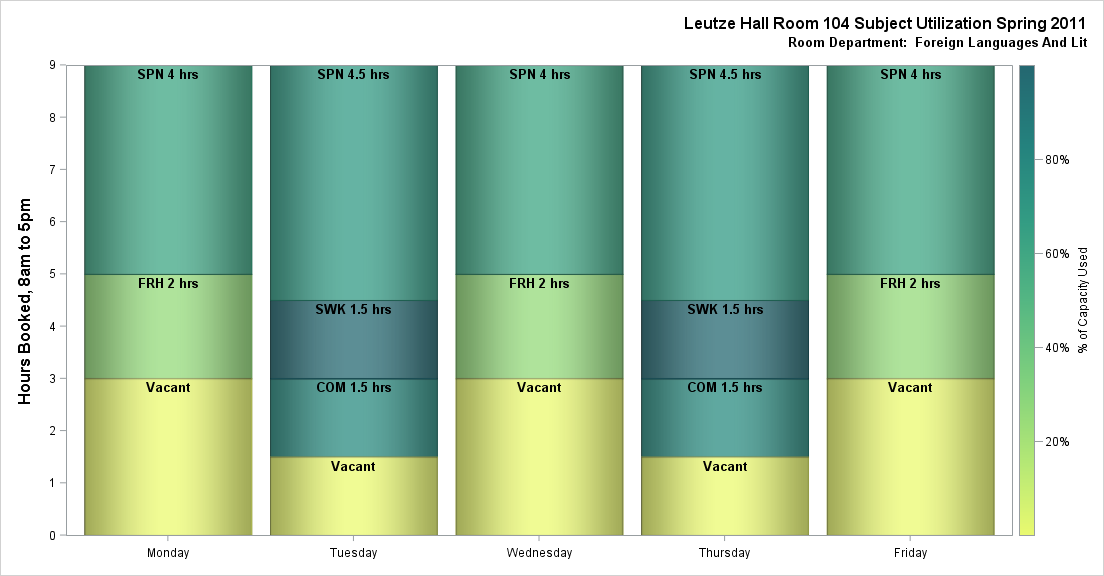 Leutze Hall Room 104 Subject Utilization Spring 2011
Room Department:  Foreign Languages And Lit
Hours Booked, 8am to 5pm
9
8
7
6
5
4
3
2
1
0
SPN 4 hrs
FRH 2 hrs
Vacant
SPN 4.5 hrs
SWK 1.5 hrs
COM 1.5 hrs
Vacant
SPN 4 hrs
FRH 2 hrs
Vacant
SPN 4.5 hrs
SWK 1.5 hrs
COM 1.5 hrs
Vacant
SPN 4 hrs
FRH 2 hrs
Vacant
Monday
Tuesday
Wednesday
Thursday
Friday
80%
60%
40%
20%
% of Capacity Used